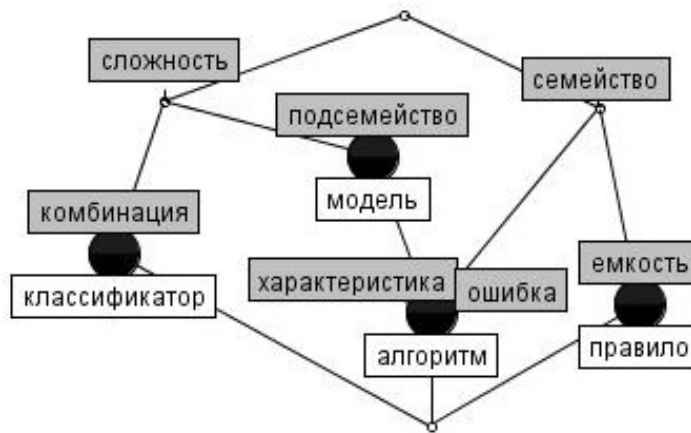 сложность
семейство
подсемейство
модель
комбинация
классификатор
характеристика
ошибка
алгоритм
емкость
правило